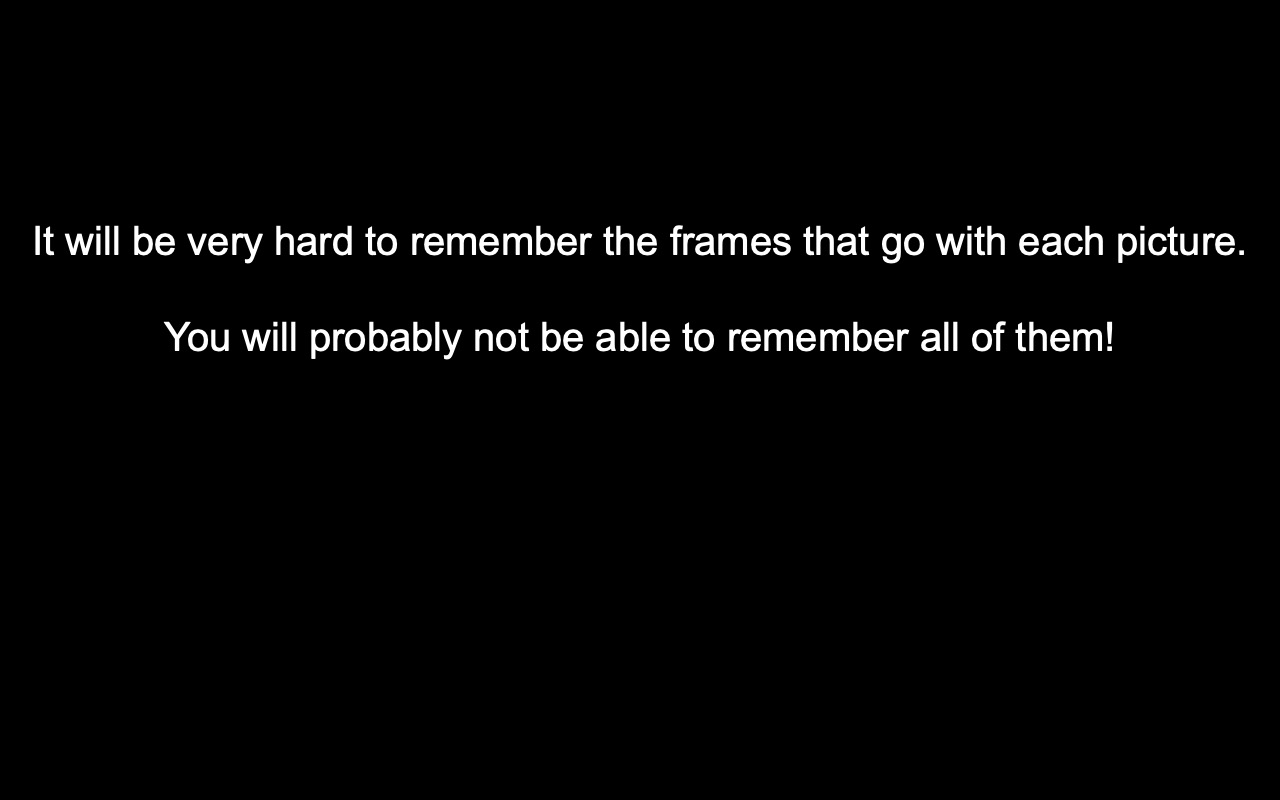 It will be very hard to remember the frames that go with each picture.
You will probably not be able to remember all of them!